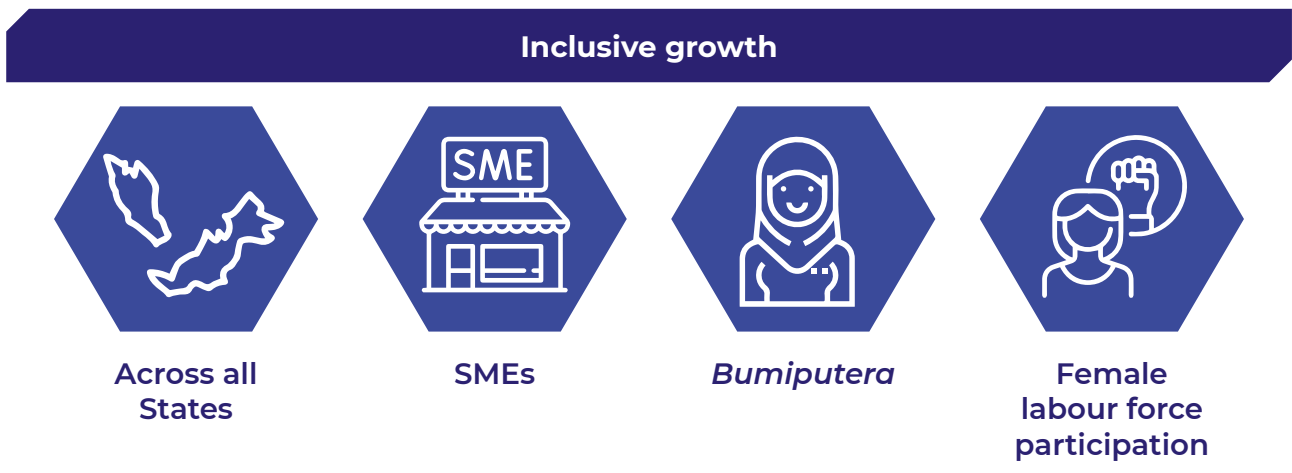 Inclusive growth
SME
Across all
States
SMEs
Bumiputera
Female
labour force
participation